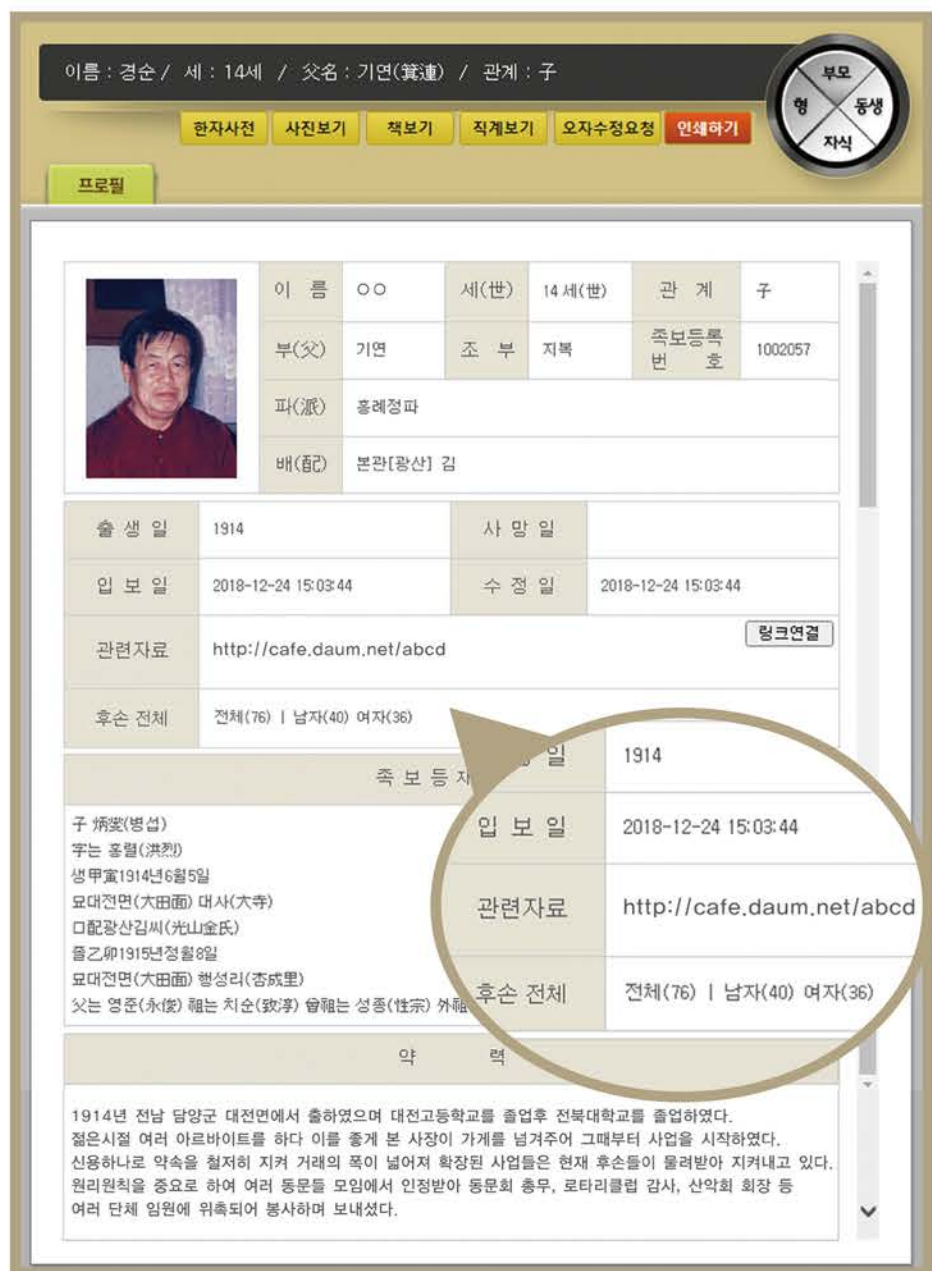 이름 : 경순 / 세 : 14세 / 父名 : 기연(箕連) / 관계 : 子
부모
형 동생
자식
한자사전 사진보기 책보기 직계보기 오자수정요청 인쇄하기
프로필
이 름 ○○ 세(世) 14 세(世) 관 계 子
부(父) 기연 조 부 지복 족보등록
번 호 1002057
파(派) 홍례정파
배(配) 본관[광산] 김
출 생 일 1914 사 망 일
입 보 일 2018-12-24 15:03:44 수 정 일 2018-12-24 15:03:44
관련자료 http://cafe.daum.net/abcd 링크연결
후손 전체 전체(76) | 남자(40) 여자(36)
족 보 등
일 1914
입 보 일 2018-12-24 15:03:44
관련자료 http://cafe.daum.net/abcd
후손 전체 전체(76) | 남자(40) 여자(36)
子 炳燮(병섭)
字는 홍렬(洪烈)
생甲寅1914년6월5일
묘대전면(大田面) 대사(大寺)
口配광산김씨(光山金氏)
졸乙卯1915년정월8일
묘대전면(大田面) 행성리(杏成里)
父는 영준(永俊) 祖는 치순(致淳) 曾祖는 성종(性宗) 外祖
약 력
1914년 전남 담양군 대전면에서 출하였으며 대전고등학교를 졸업후 전북대학교를 졸업하였다.
젊은시절 여러 아르바이트를 하다 이를 좋게 본 사장이 가게를 넘겨주어 그때부터 사업을 시작하였다.
신용하나로 약속을 철저히 지켜 거래의 폭이 넓어져 확장된 사업들은 현재 후손들이 물려받아 지켜내고 있다.
원리원칙을 중요로 하여 여러 동문들 모임에서 인정받아 동문회 총무, 로타리클럽 감사, 산악회 회장 등
여러 단체 임원에 위촉되어 봉사하며 보내셨다.